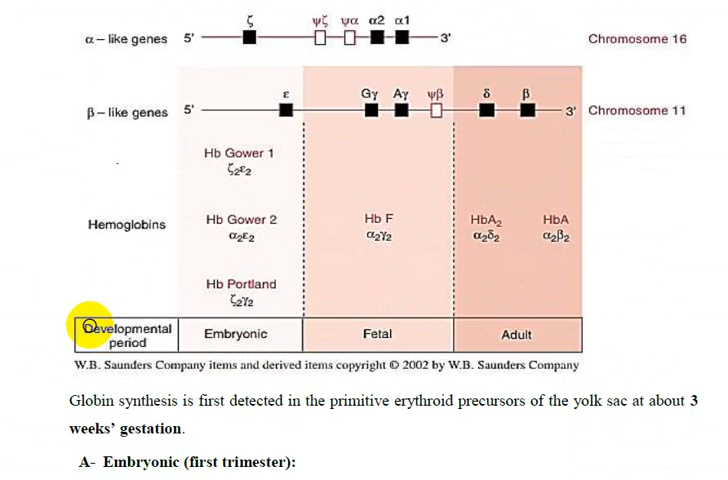 ζ ψζ ψα α2 α1
α – like genes 5' 3' Chromosome 16
ε Gγ Aγ ψβ δ β
β – like genes 5' 3' Chromosome 11
Hb Gower 1
ζ₂ε₂
Hemoglobins Hb Gower 2 Hb F HbA₂ HbA
α₂ε₂ α₂γ₂ α₂δ₂ α₂β₂
Hb Portland
ζ₂γ₂
Developmental period Embryonic Fetal Adult
W.B. Saunders Company items and derived items copyright © 2002 by W.B. Saunders Company
Globin synthesis is first detected in the primitive erythroid precursors of the yolk sac at about 3
weeks’ gestation.
A- Embryonic (first trimester):